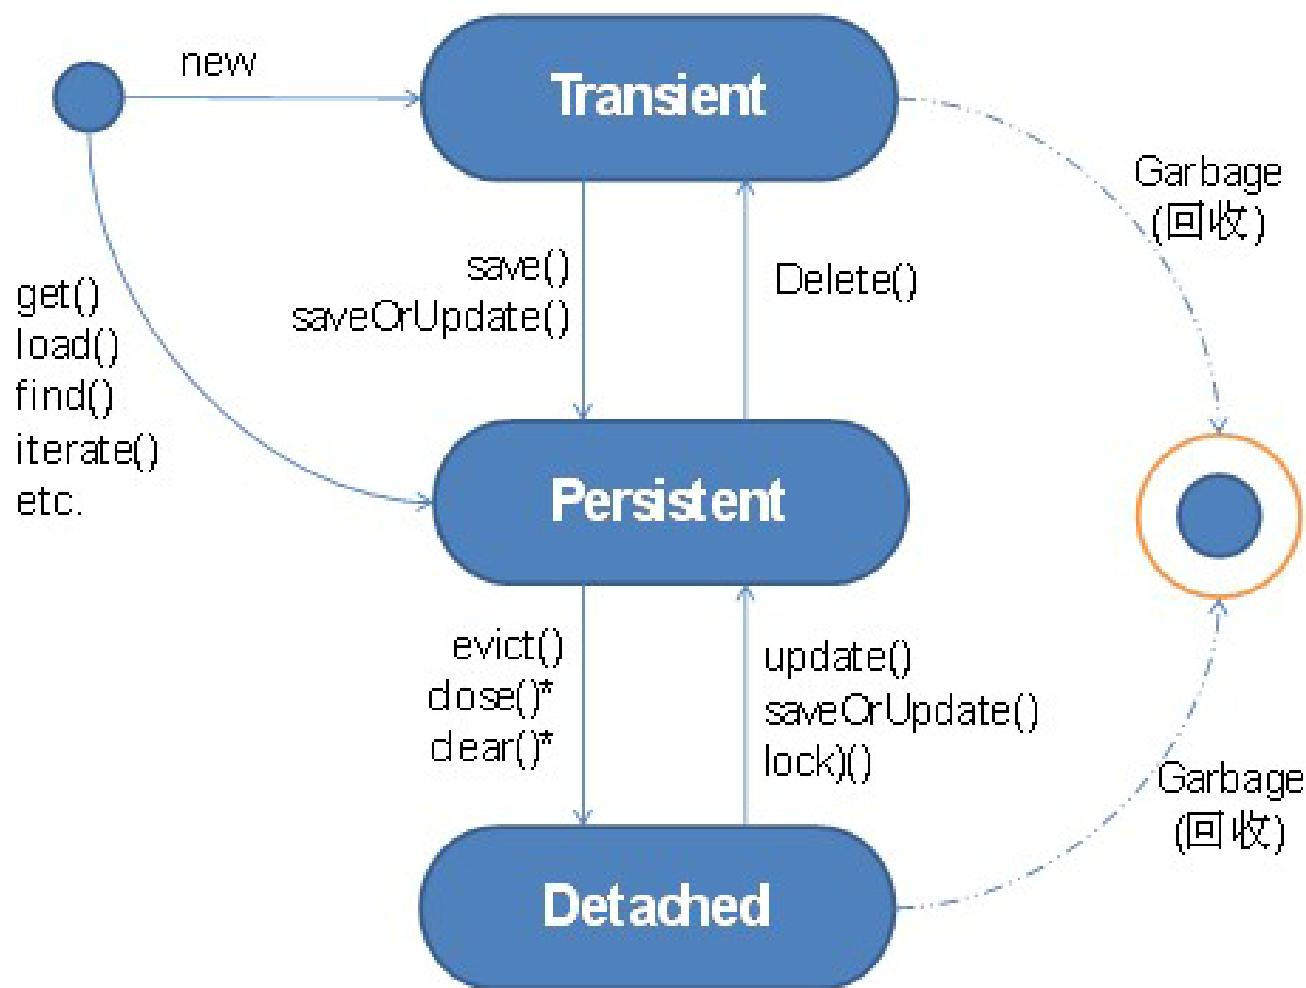 new
Transient
Garbage
(回收)
save()
saveOrUpdate()
Delete()
get()
load()
find()
iterate()
etc.
Persistent
evict()
close()*
clear()*
update()
saveOrUpdate()
lock)()
Garbage
(回收)
Detached